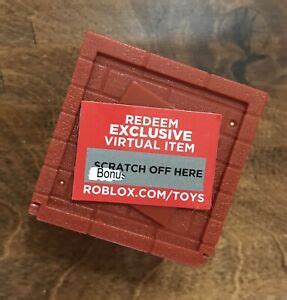 REDEEM
EXCLUSIVE
VIRTUAL ITEM
SCRATCH OFF HERE
Bonus
ROBLOX.COM/TOYS